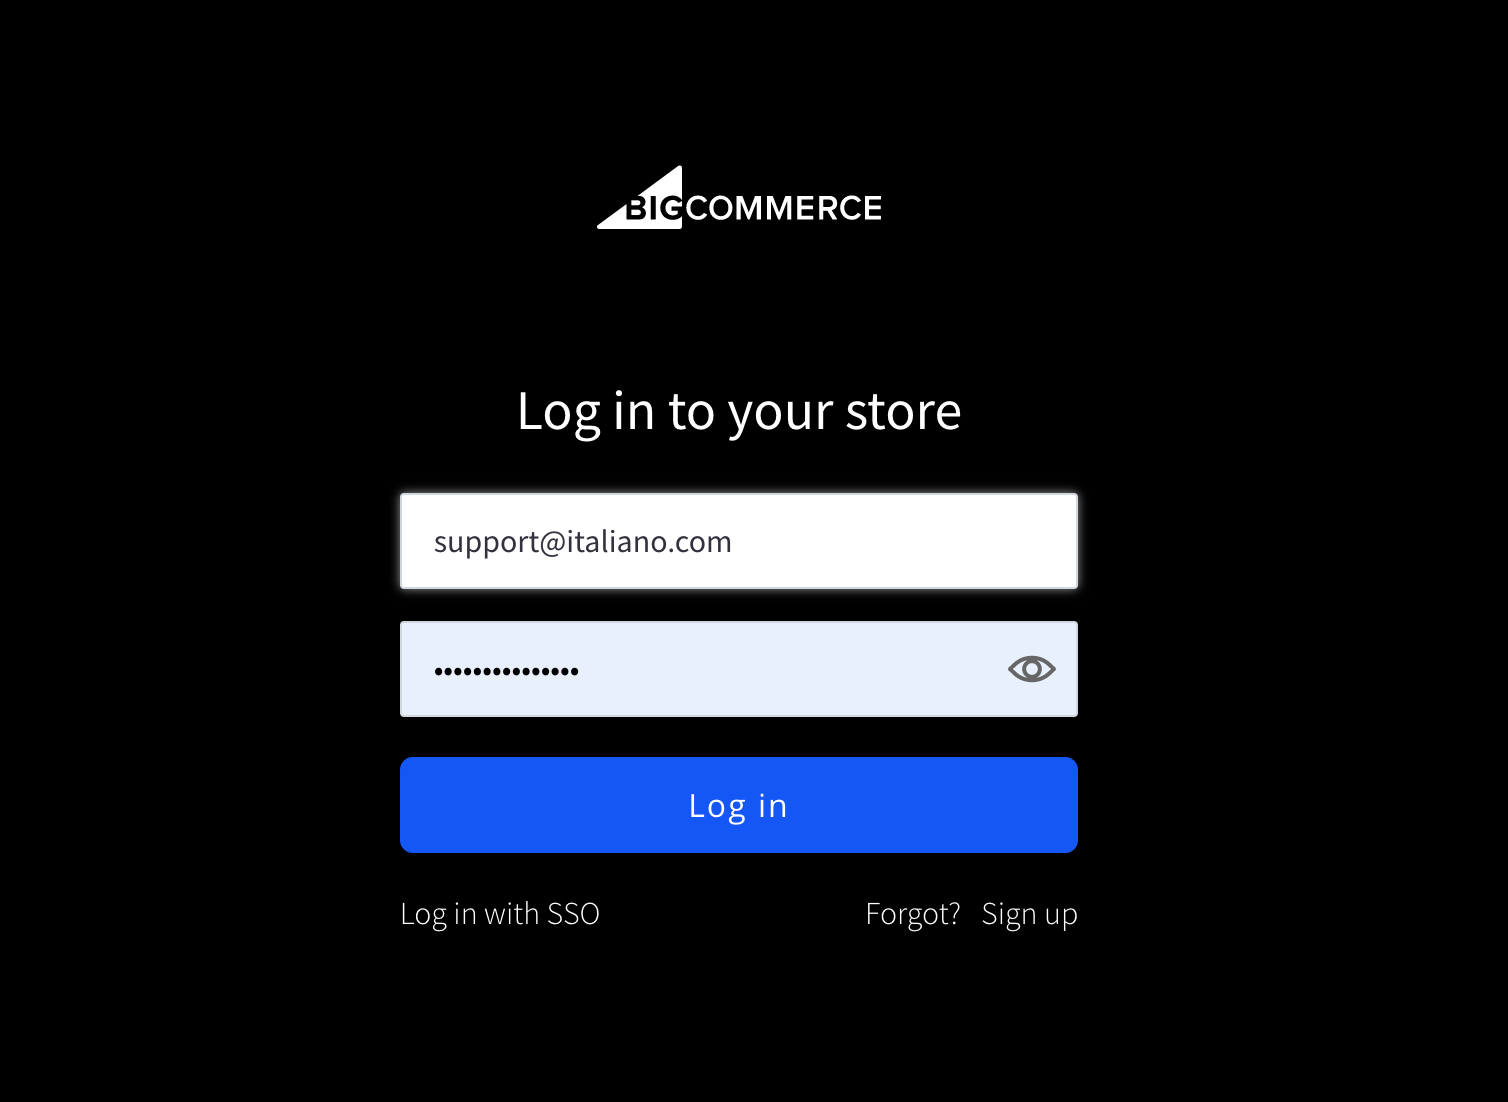 BIGCOMMERCE
Log in to your store
support@italiano.com
•••••••••••••••
Log in
Log in with SSO
Forgot? Sign up